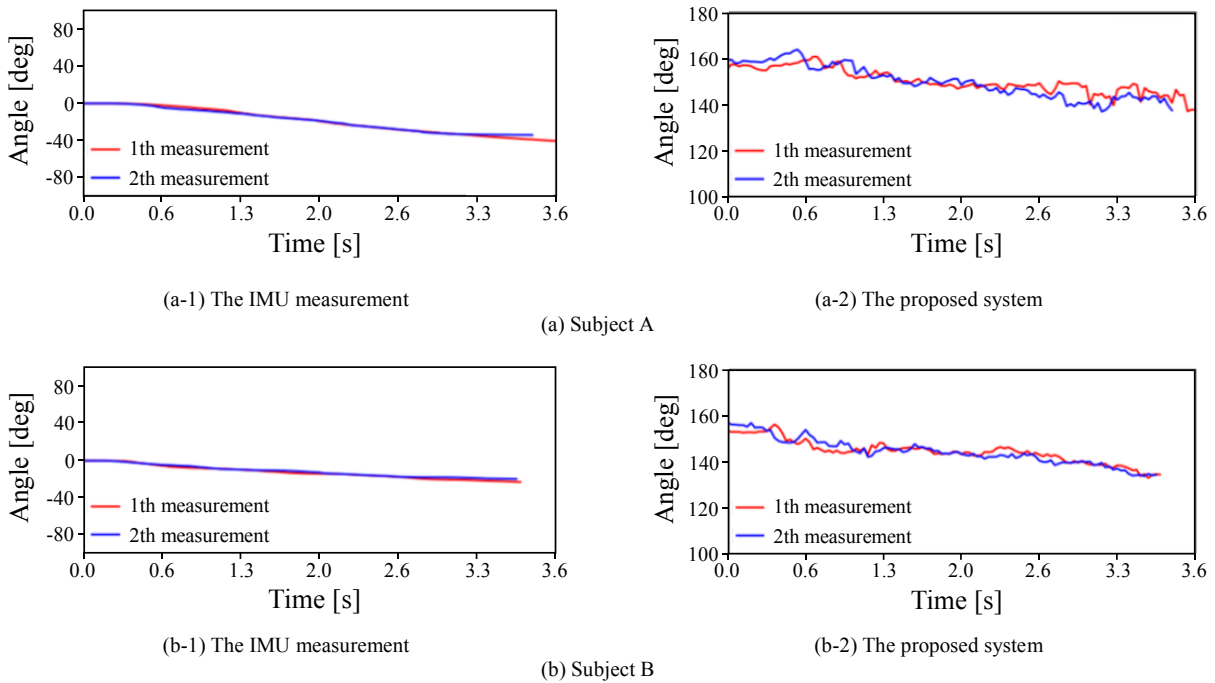 80
40
0
-40
-80
Angle [deg]
1th measurement
2th measurement
0.0 0.6 1.3 2.0 2.6 3.3 3.6
Time [s]
(a-1) The IMU measurement
180
160
140
120
100
Angle [deg]
1th measurement
2th measurement
0.0 0.6 1.3 2.0 2.6 3.3 3.6
Time [s]
(a-2) The proposed system
(a) Subject A
80
40
0
-40
-80
Angle [deg]
1th measurement
2th measurement
0.0 0.6 1.3 2.0 2.6 3.3 3.6
Time [s]
(b-1) The IMU measurement
180
160
140
120
100
Angle [deg]
1th measurement
2th measurement
0.0 0.6 1.3 2.0 2.6 3.3 3.6
Time [s]
(b-2) The proposed system
(b) Subject B